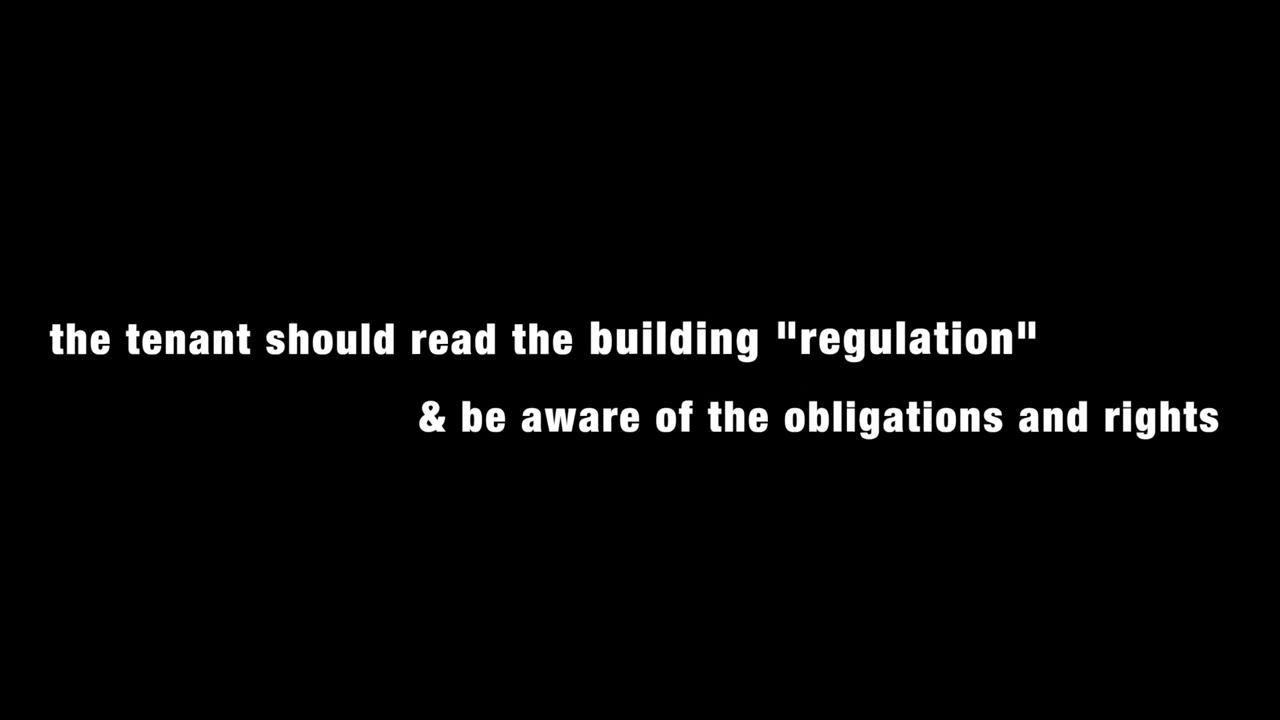 the tenant should read the building "regulation"
& be aware of the obligations and rights